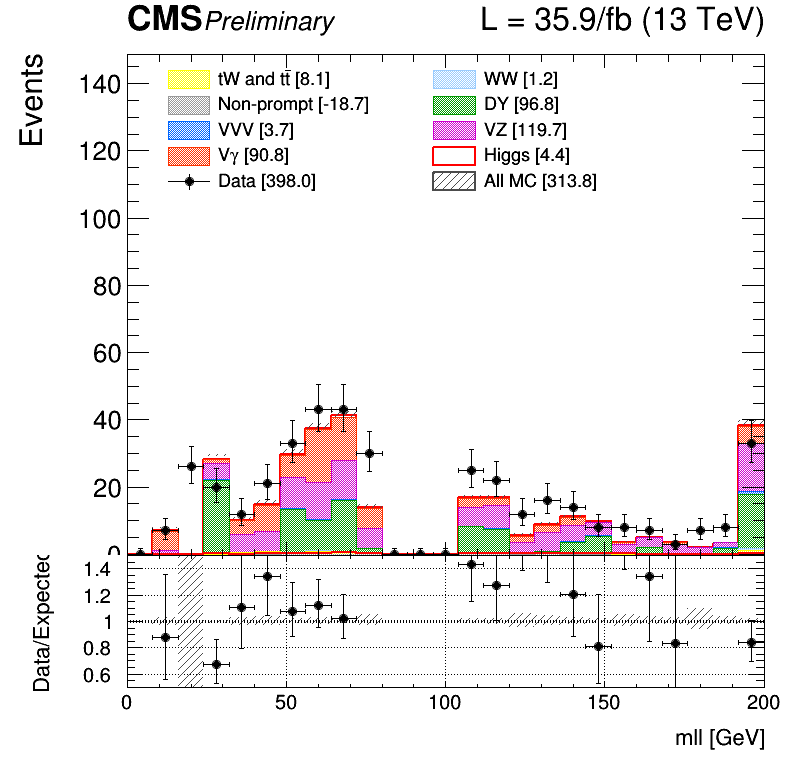 CMS Preliminary L = 35.9/fb (13 TeV)
Events
140
120
100
80
60
40
20
0
tW and tt̄ [8.1]
Non-prompt [-18.7]
VVV [3.7]
Vγ [90.8]
Data [398.0]
WW [1.2]
DY [96.8]
VZ [119.7]
Higgs [4.4]
All MC [313.8]
Data/Expected
1.4
1.2
1
0.8
0.6
0 50 100 150 200
mll [GeV]